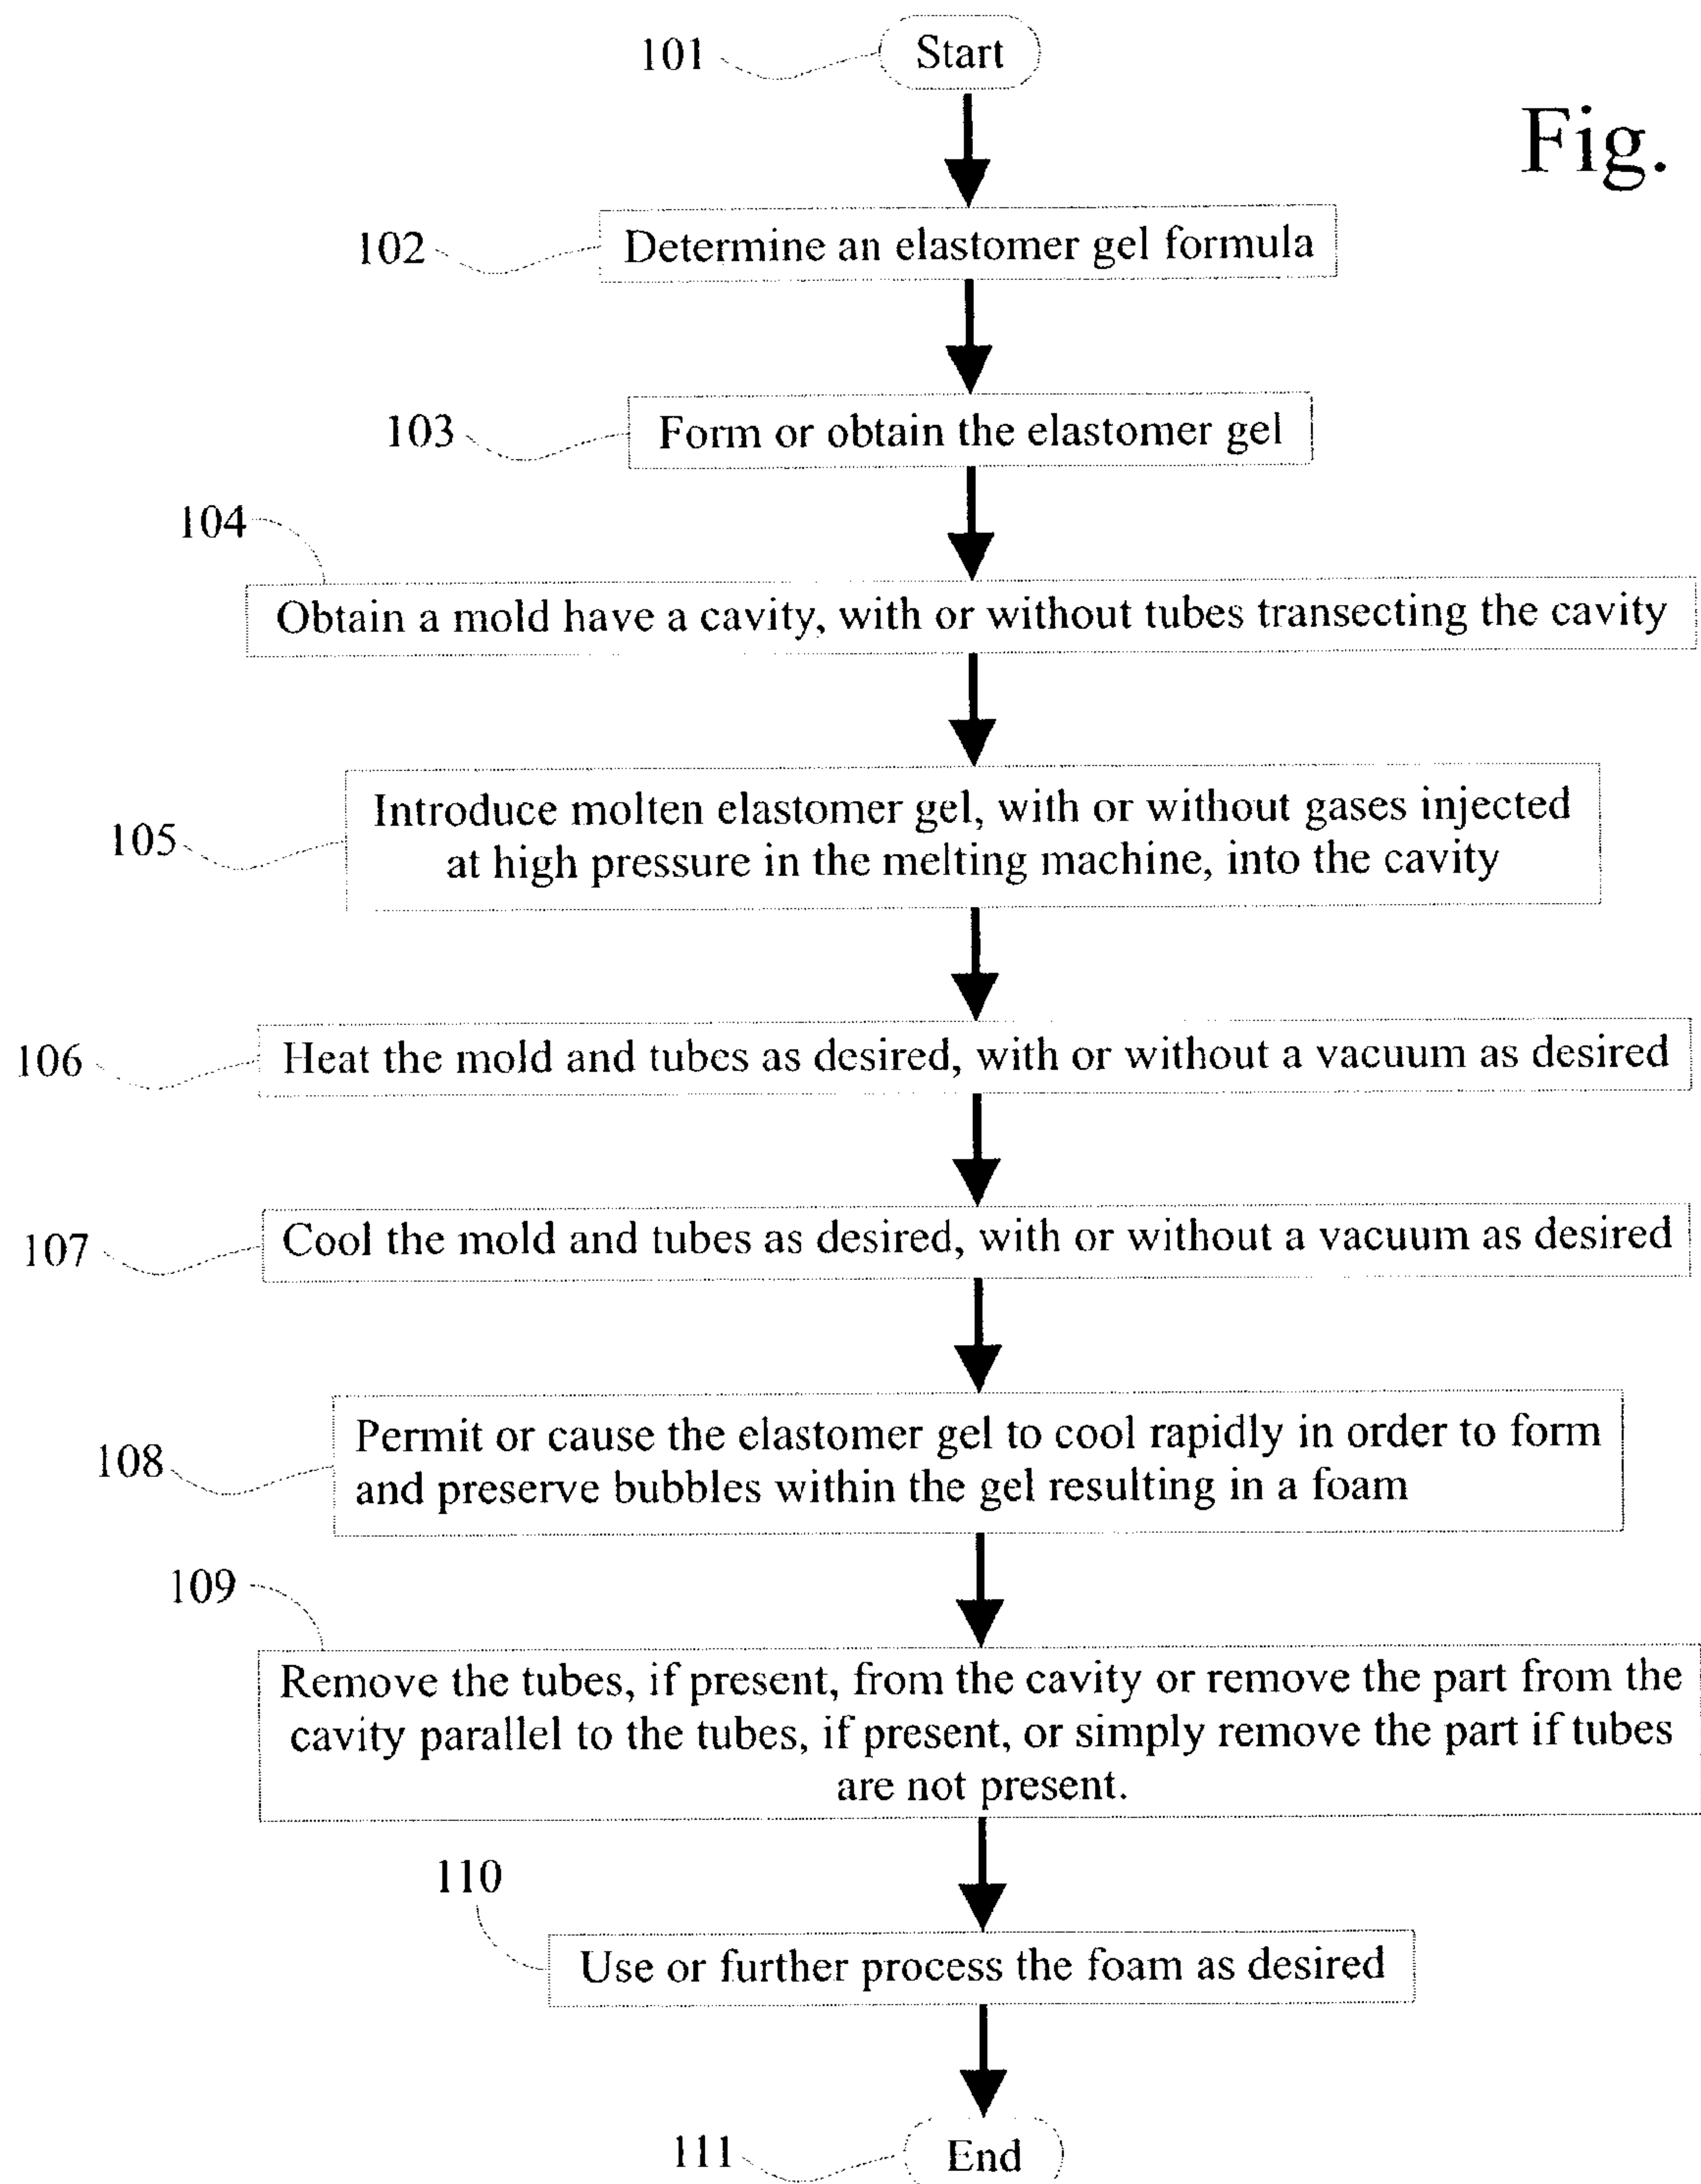 101
Start
Fig.
102
Determine an elastomer gel formula
103
Form or obtain the elastomer gel
104
Obtain a mold have a cavity, with or without tubes transecting the cavity
105
Introduce molten elastomer gel, with or without gases injected
at high pressure in the melting machine, into the cavity
106
Heat the mold and tubes as desired, with or without a vacuum as desired
107
Cool the mold and tubes as desired, with or without a vacuum as desired
108
Permit or cause the elastomer gel to cool rapidly in order to form
and preserve bubbles within the gel resulting in a foam
109
Remove the tubes, if present, from the cavity or remove the part from the
cavity parallel to the tubes, if present, or simply remove the part if tubes
are not present.
110
Use or further process the foam as desired
111
End